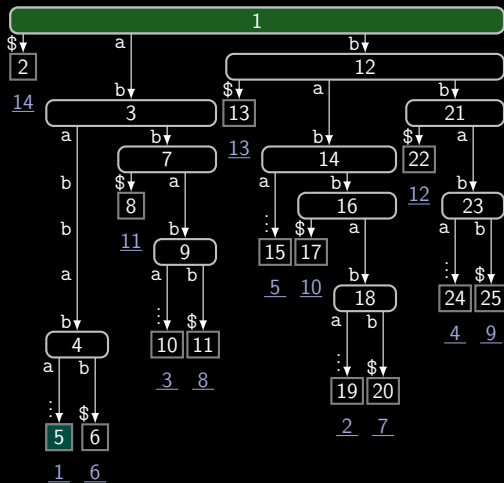 1
$ a b
2 12
14 $ a b
b 3 13 21
a b 13 $
7 14 22
b $ a b 12
8 16 23
b 11 $ a b $
b 9 15 17
a a b 5 10 24 25
b 18 4 9
4 10 11 a b
a b 3 8 $
$ 19 20
5 6 2 7
1 6